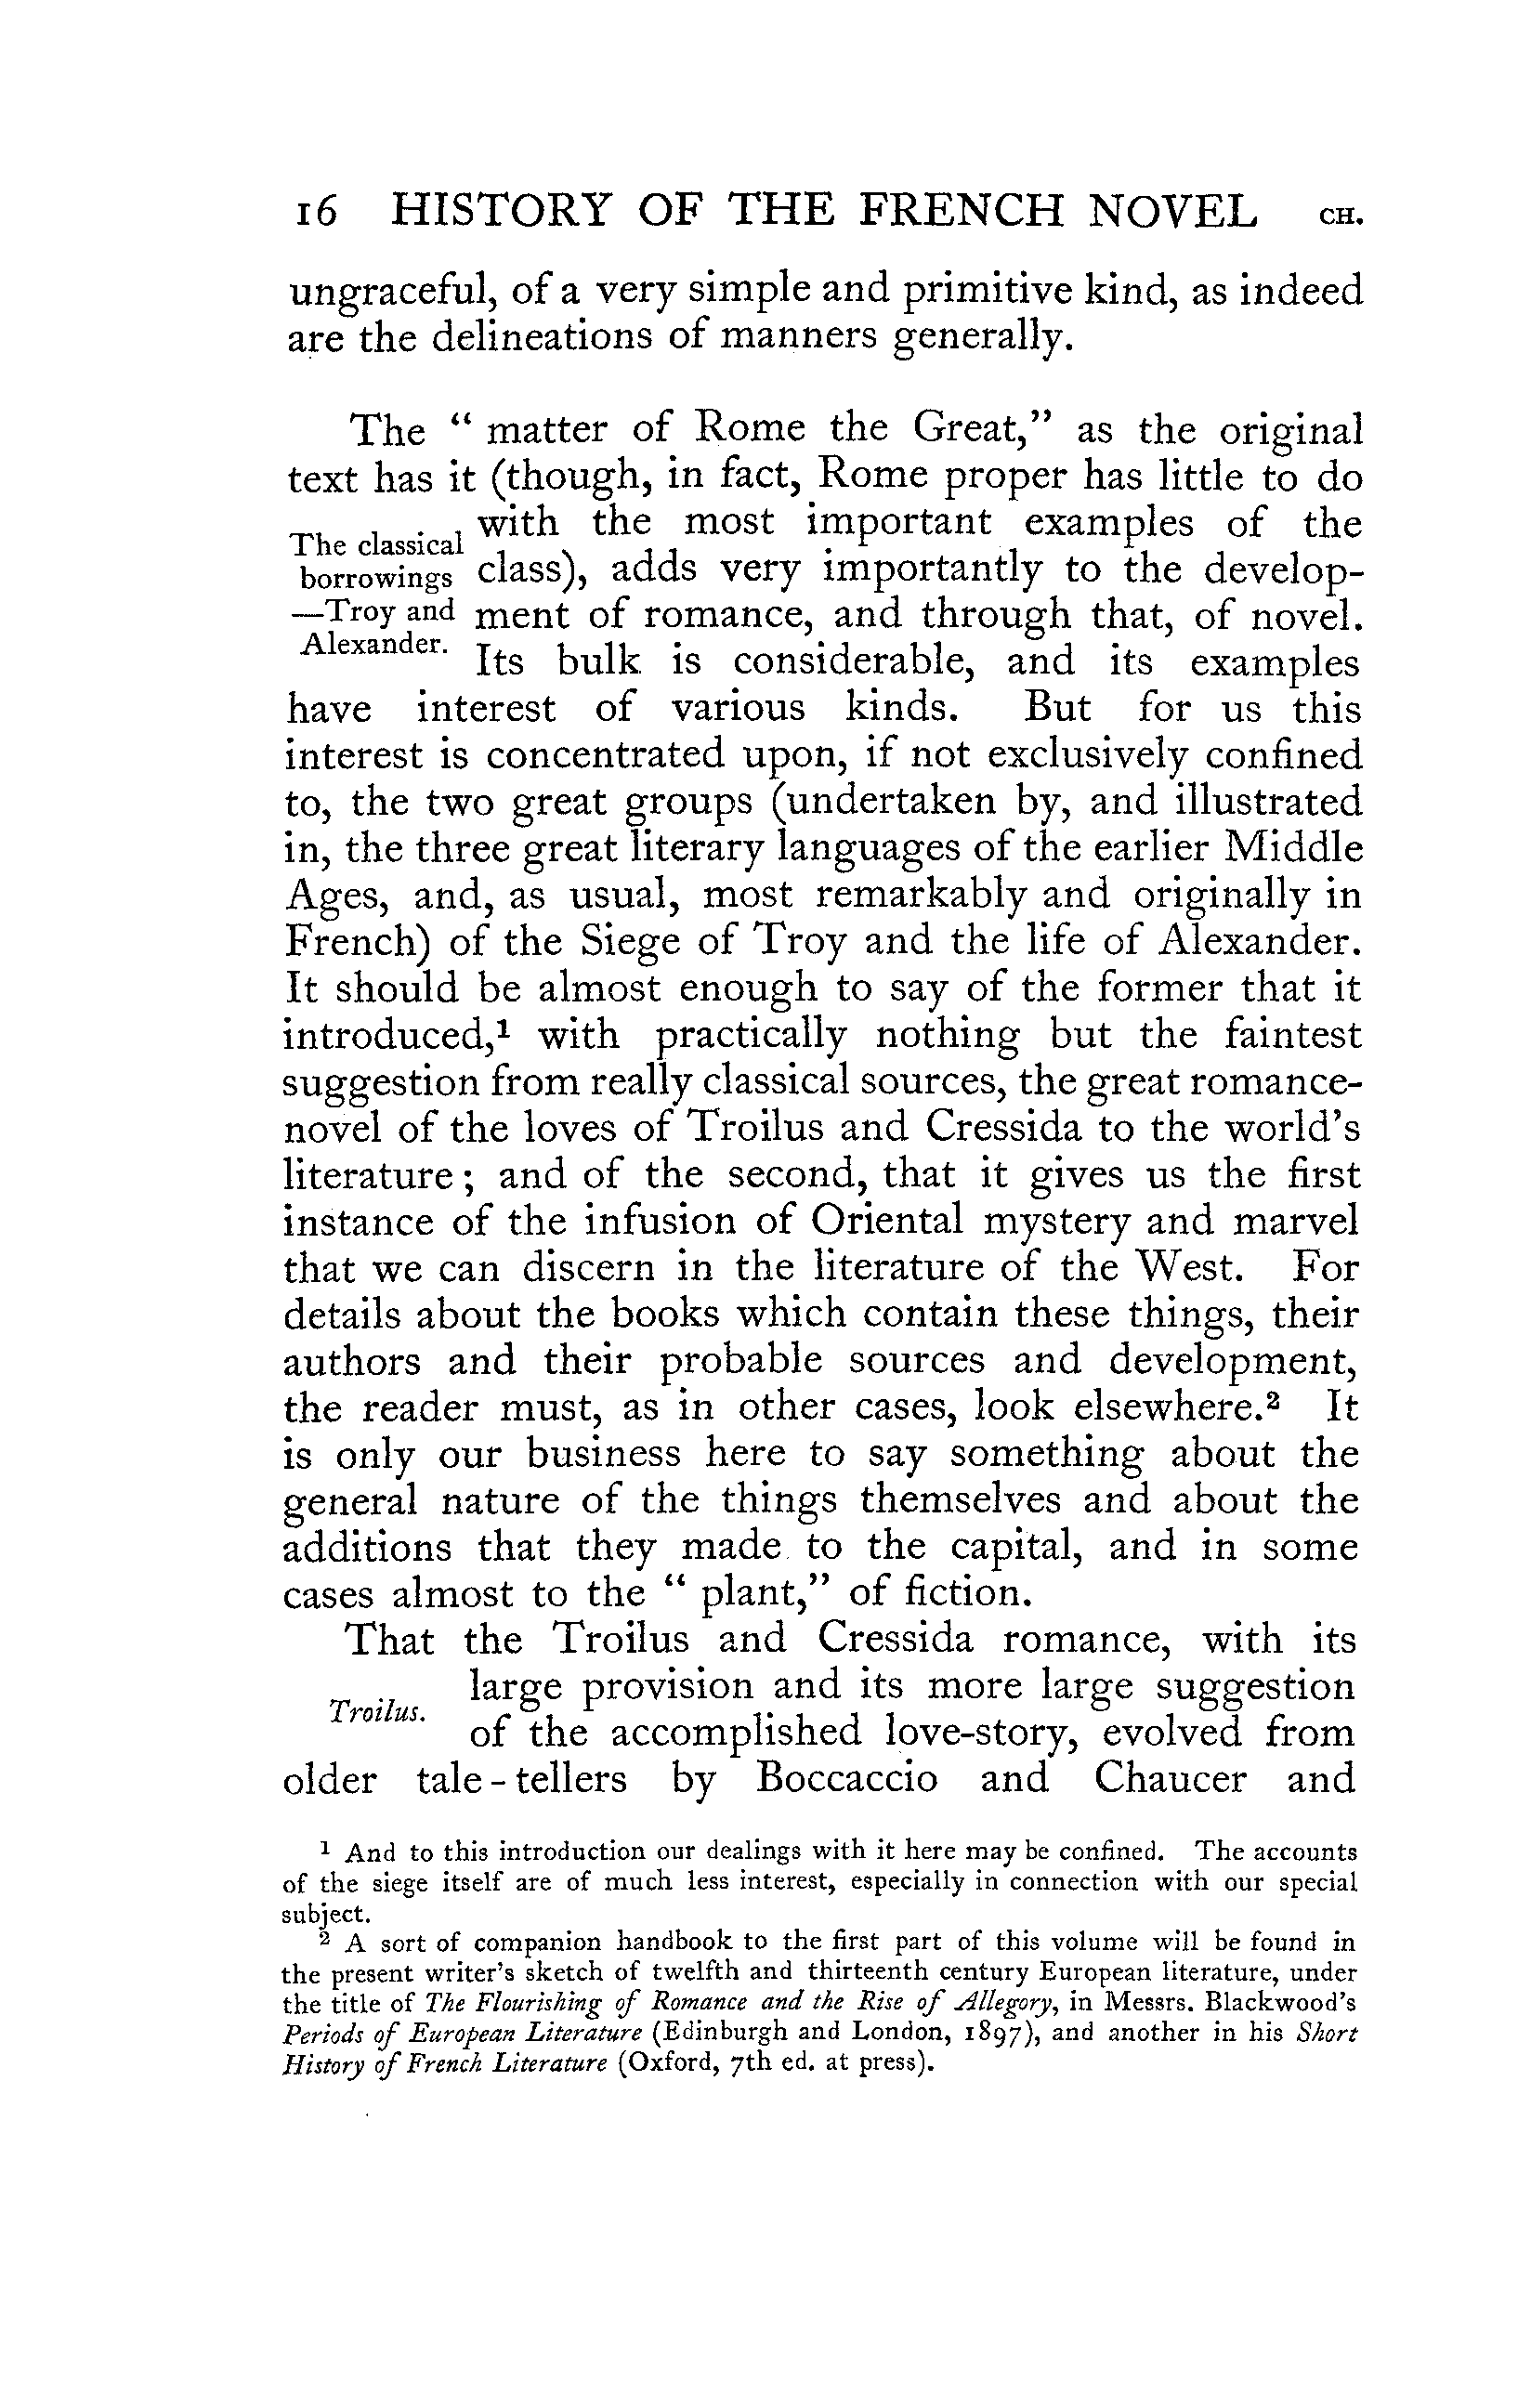 16 HISTORY OF THE FRENCH NOVEL CH.
ungraceful, of a very simple and primitive kind, as indeed
are the delineations of manners generally.
The “ matter of Rome the Great,” as the original
text has it (though, in fact, Rome proper has little to do
The classical
borrowings
—Troy and
Alexander.
with the most important examples of the
class), adds very importantly to the develop-
ment of romance, and through that, of novel.
Its bulk is considerable, and its examples
have interest of various kinds. But for us this
interest is concentrated upon, if not exclusively confined
to, the two great groups (undertaken by, and illustrated
in, the three great literary languages of the earlier Middle
Ages, and, as usual, most remarkably and originally in
French) of the Siege of Troy and the life of Alexander.
It should be almost enough to say of the former that it
introduced,¹ with practically nothing but the faintest
suggestion from really classical sources, the great romance-
novel of the loves of Troilus and Cressida to the world’s
literature ; and of the second, that it gives us the first
instance of the infusion of Oriental mystery and marvel
that we can discern in the literature of the West. For
details about the books which contain these things, their
authors and their probable sources and development,
the reader must, as in other cases, look elsewhere.² It
is only our business here to say something about the
general nature of the things themselves and about the
additions that they made to the capital, and in some
cases almost to the “ plant,” of fiction.
That the Troilus and Cressida romance, with its
Troilus.
large provision and its more large suggestion
of the accomplished love-story, evolved from
older tale-tellers by Boccaccio and Chaucer and
¹ And to this introduction our dealings with it here may be confined. The accounts
of the siege itself are of much less interest, especially in connection with our special
subject.
² A sort of companion handbook to the first part of this volume will be found in
the present writer’s sketch of twelfth and thirteenth century European literature, under
the title of The Flourishing of Romance and the Rise of Allegory, in Messrs. Blackwood’s
Periods of European Literature (Edinburgh and London, 1897), and another in his Short
History of French Literature (Oxford, 7th ed. at press).